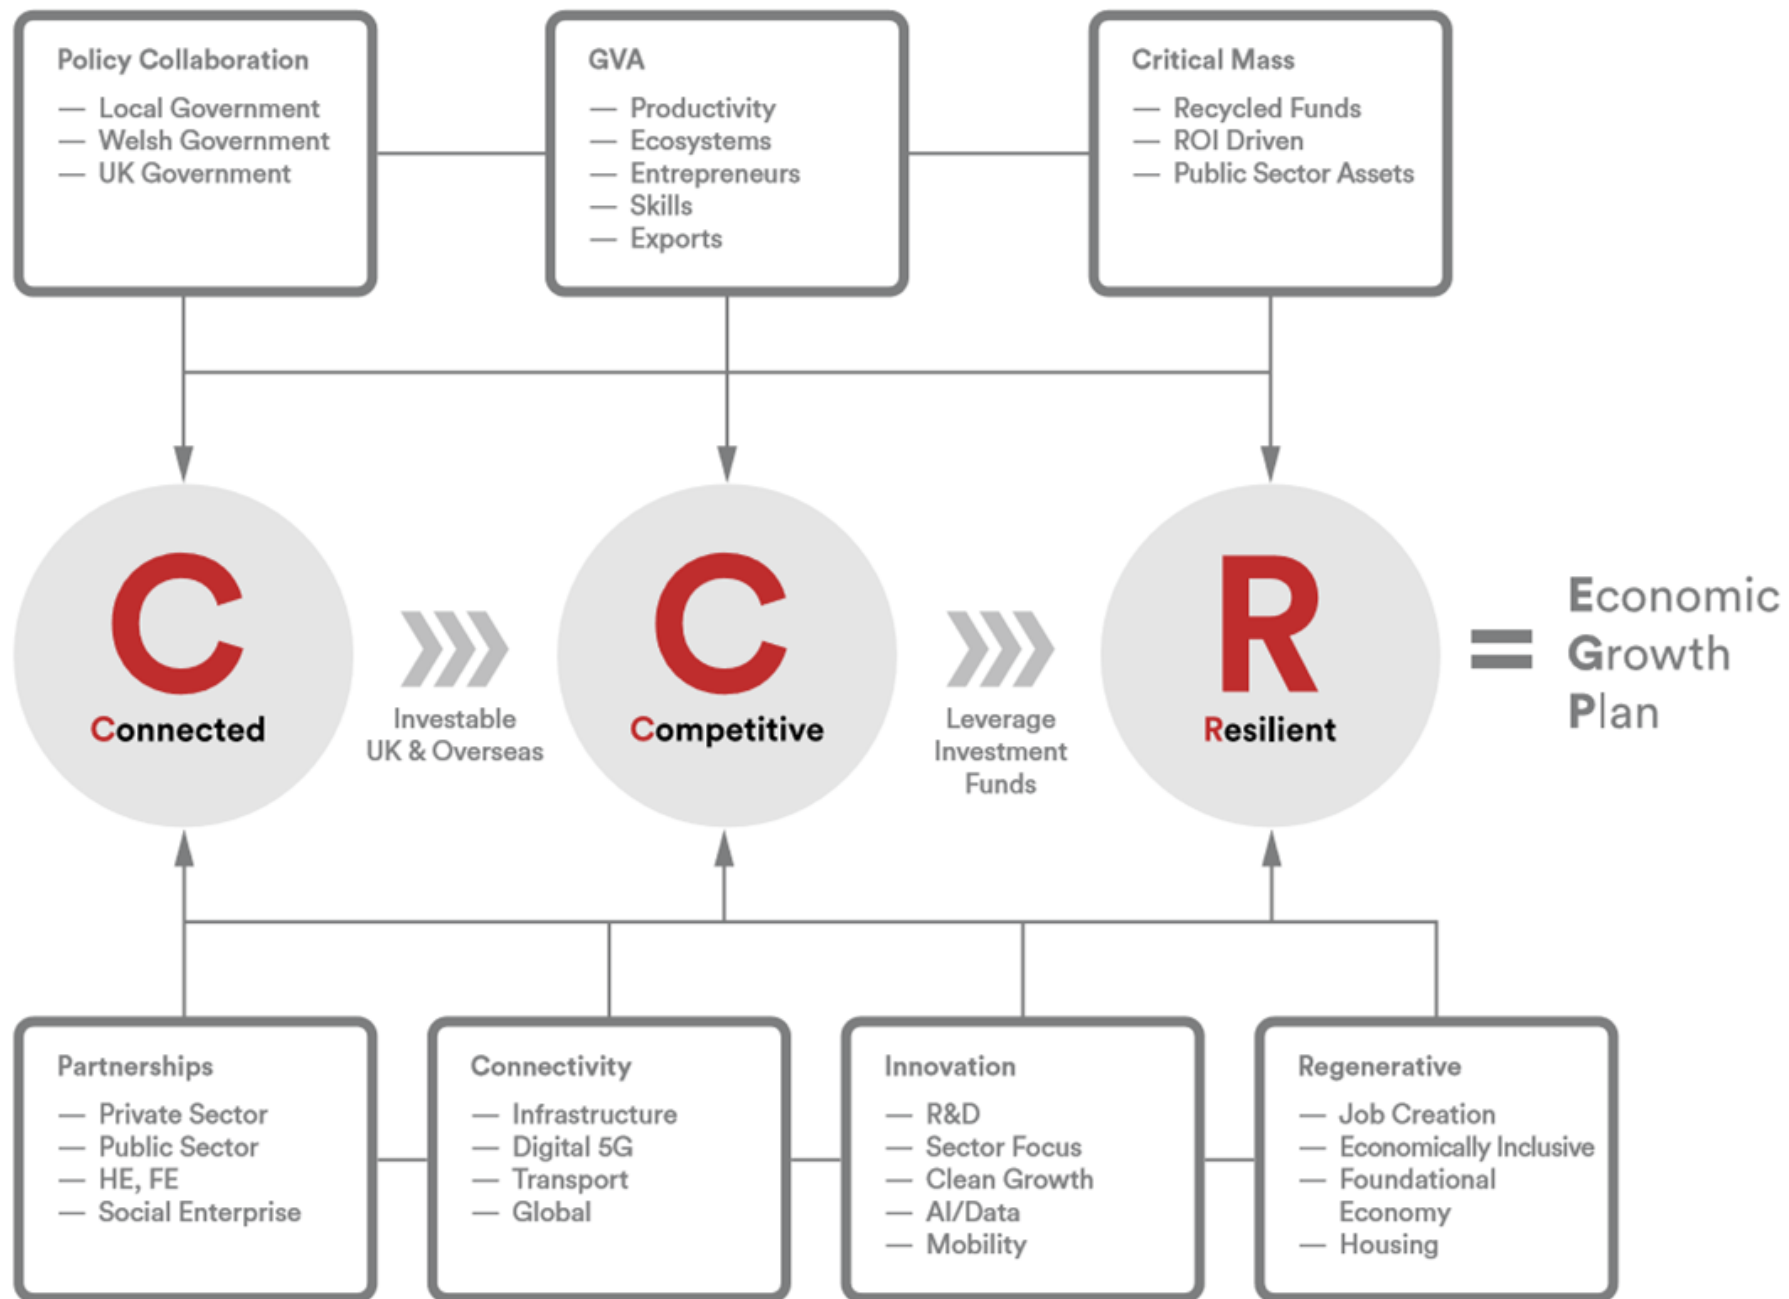 Policy Collaboration
— Local Government
— Welsh Government
— UK Government
GVA
— Productivity
— Ecosystems
— Entrepreneurs
— Skills
— Exports
Critical Mass
— Recycled Funds
— ROI Driven
— Public Sector Assets
C
Connected
Investable
UK & Overseas
C
Competitive
Leverage
Investment
Funds
R
Resilient
=
Economic
Growth
Plan
Partnerships
— Private Sector
— Public Sector
— HE, FE
— Social Enterprise
Connectivity
— Infrastructure
— Digital 5G
— Transport
— Global
Innovation
— R&D
— Sector Focus
— Clean Growth
— AI/Data
— Mobility
Regenerative
— Job Creation
— Economically Inclusive
— Foundational
Economy
— Housing